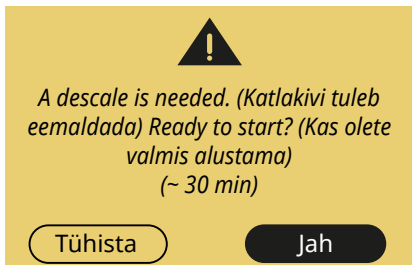 A descale is needed. (Katlakivi tuleb
eemaldada) Ready to start? (Kas olete
valmis alustama)
(~ 30 min)
Tühista Jah